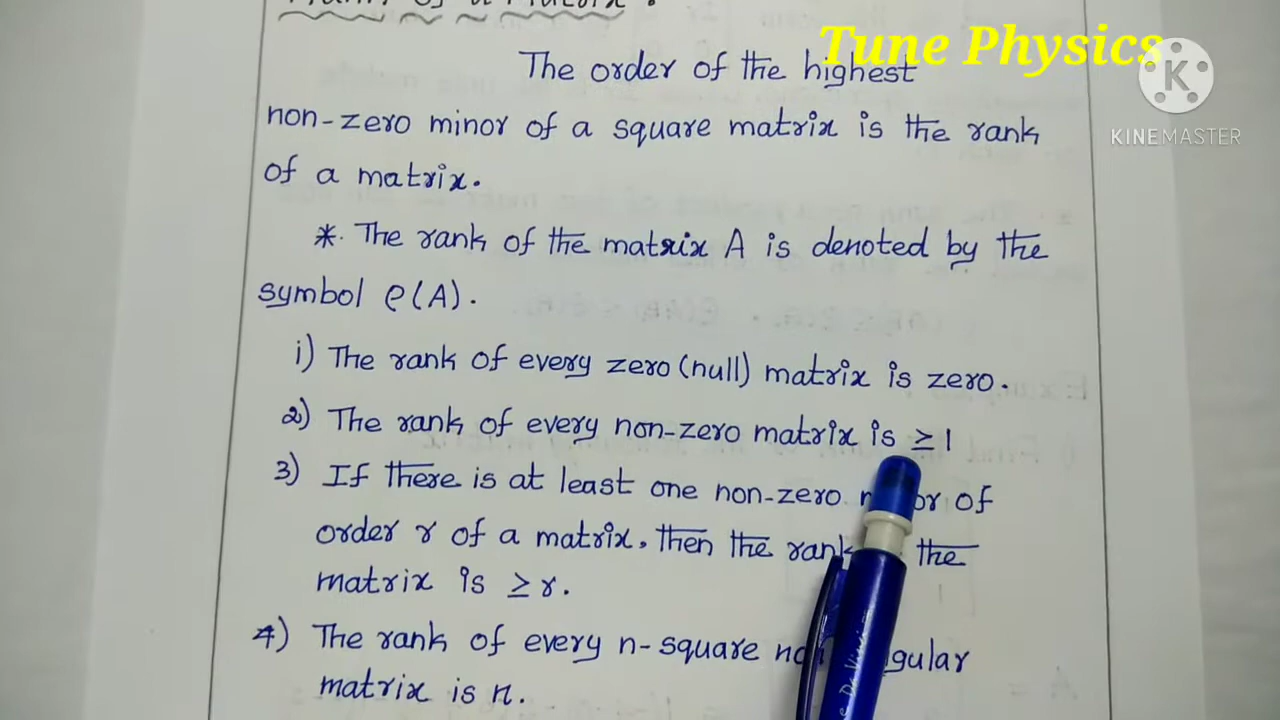 Tune Physics
K
KINEMASTER
The order of the highest
non-zero minor of a square matrix is the rank
of a matrix.
*. The rank of the matrix A is denoted by the
symbol ρ(A).
i) The rank of every zero (null) matrix is zero.
2) The rank of every non-zero matrix is ≥ 1
3) If there is at least one non-zero of
order r of a matrix, then the the
matrix is ≥ r.
4) The rank of every n-square
matrix is n.